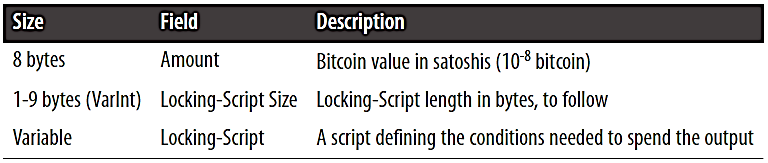 Size Field Description
8 bytes Amount Bitcoin value in satoshis (10⁻⁸ bitcoin)
1-9 bytes (VarInt) Locking-Script Size Locking-Script length in bytes, to follow
Variable Locking-Script A script defining the conditions needed to spend the output